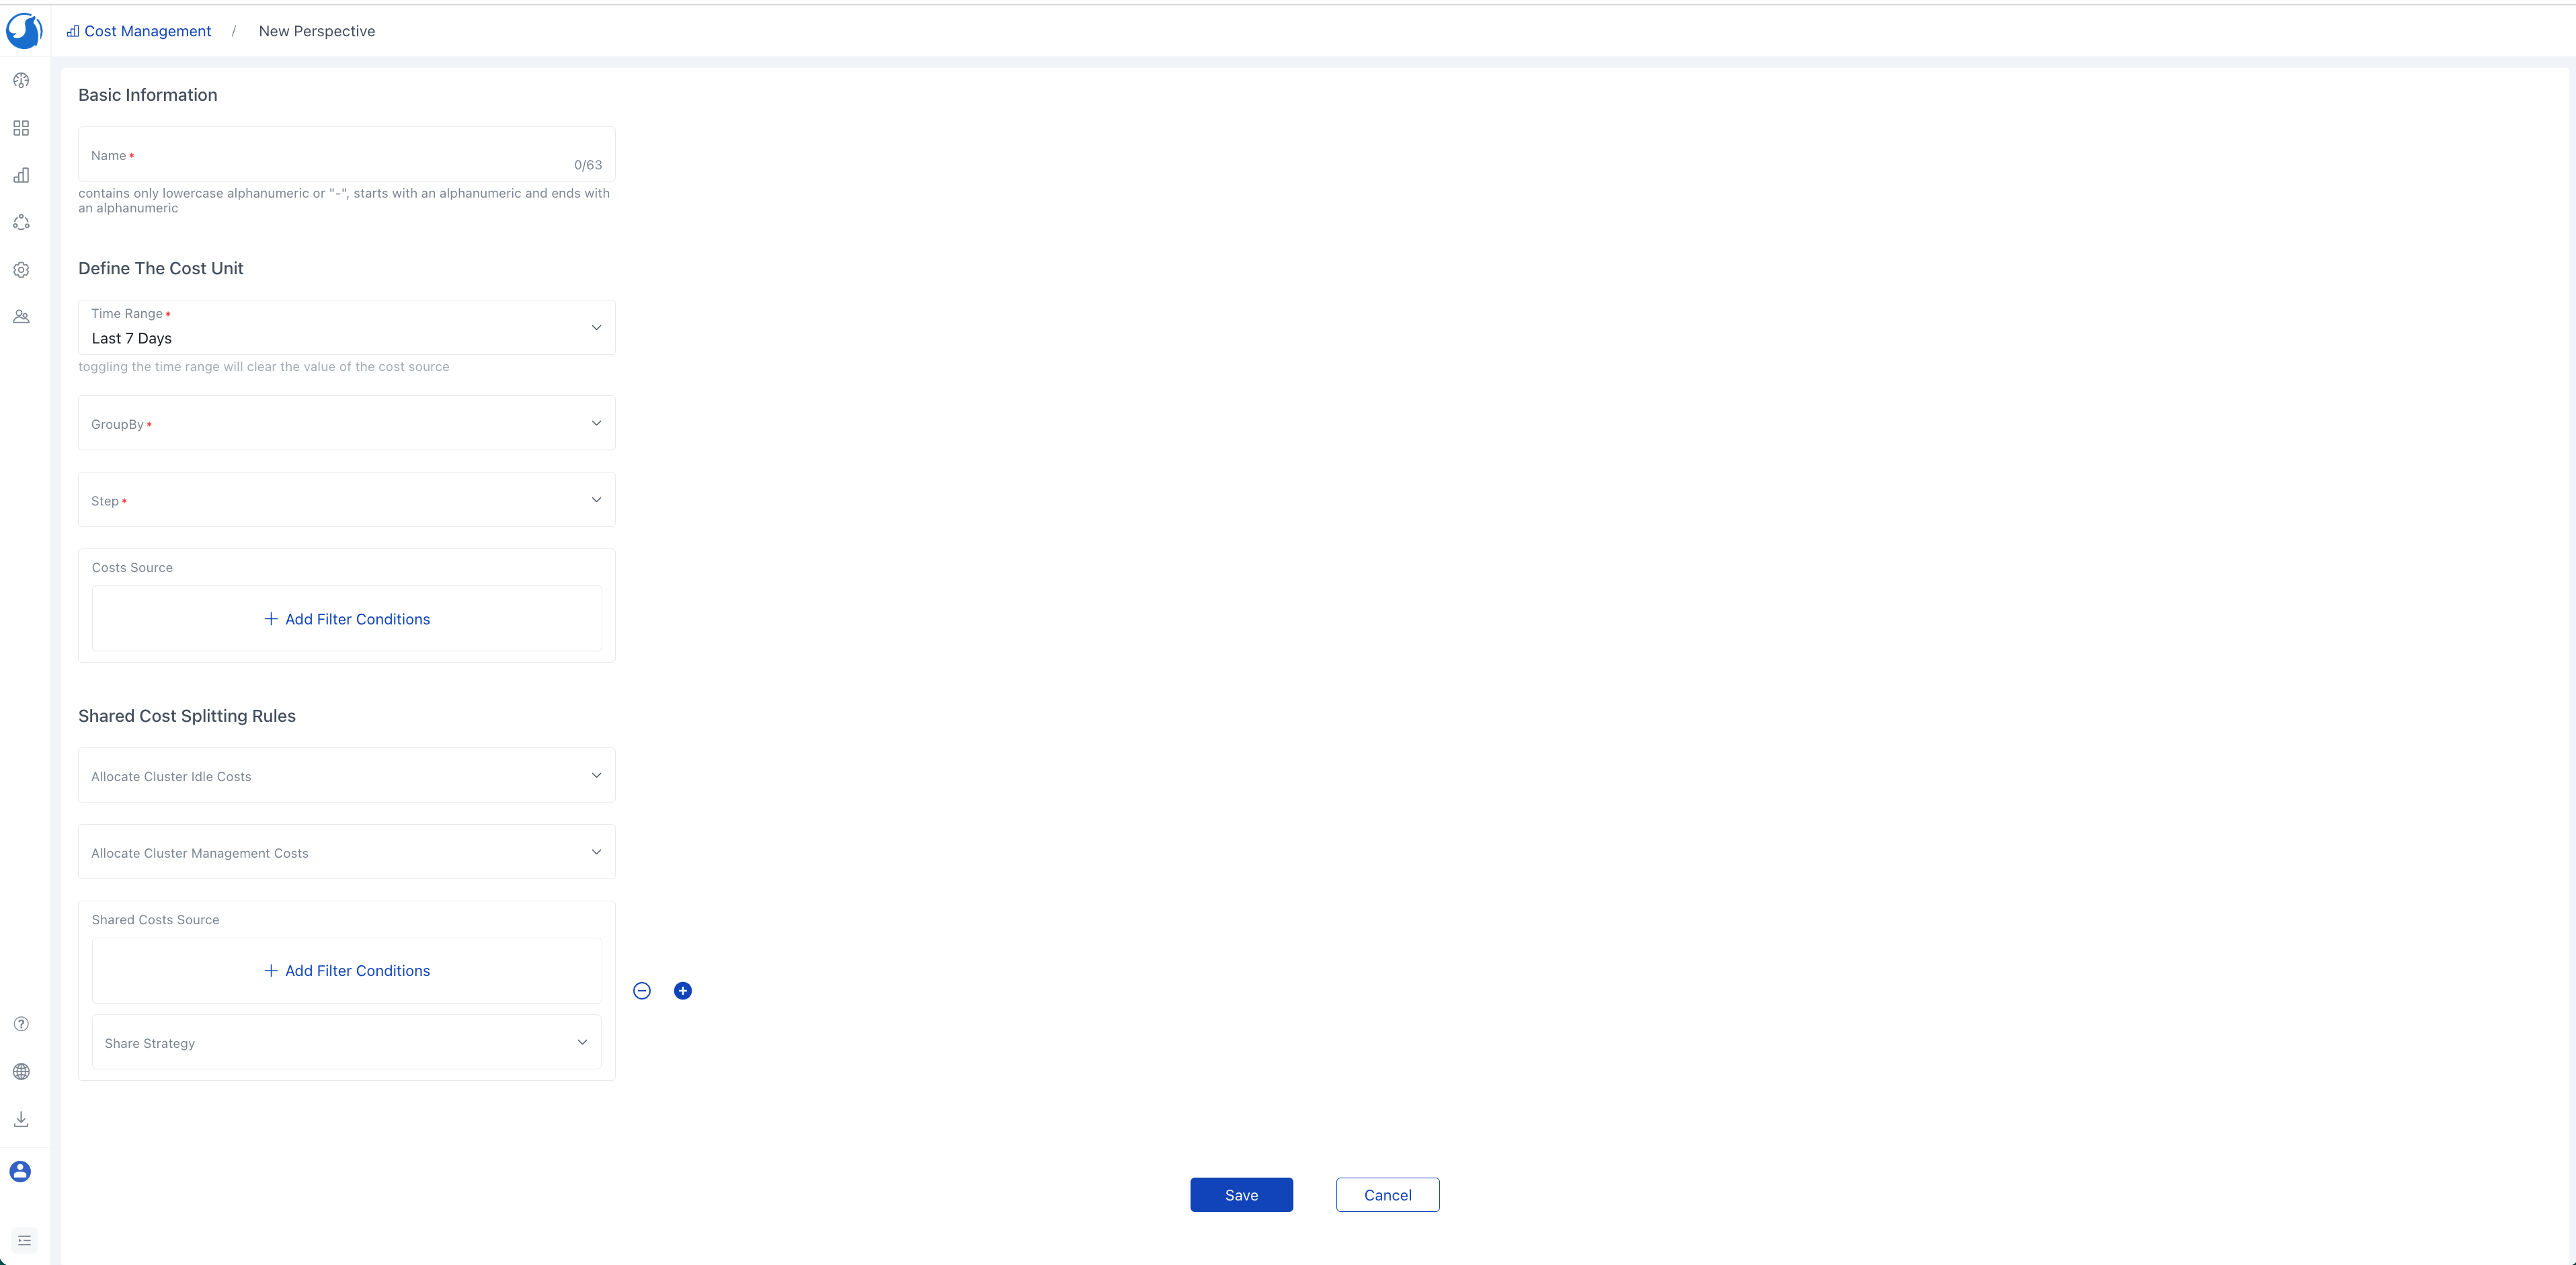 Cost Management / New Perspective
Basic Information
Name *
0/63
contains only lowercase alphanumeric or "-", starts with an alphanumeric and ends with
an alphanumeric
Define The Cost Unit
Time Range *
Last 7 Days
toggling the time range will clear the value of the cost source
GroupBy *
Step *
Costs Source
+ Add Filter Conditions
Shared Cost Splitting Rules
Allocate Cluster Idle Costs
Allocate Cluster Management Costs
Shared Costs Source
+ Add Filter Conditions
Share Strategy
Save
Cancel